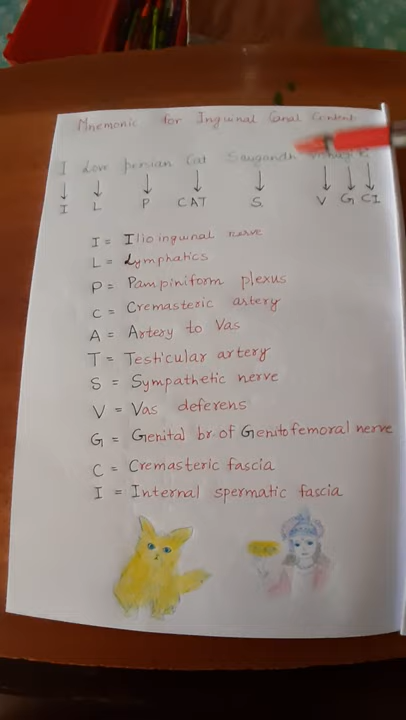 Mnemonic for Inguinal Canal Content
I Love persian Cat Saugandh
I L P CAT S V G CI
I = Ilioinguinal nerve
L = Lymphatics
P = Pampiniform plexus
C = Cremasteric artery
A = Artery to Vas
T = Testicular artery
S = Sympathetic nerve
V = Vas deferens
G = Genital br of Genitofemoral nerve
C = Cremasteric fascia
I = Internal spermatic fascia